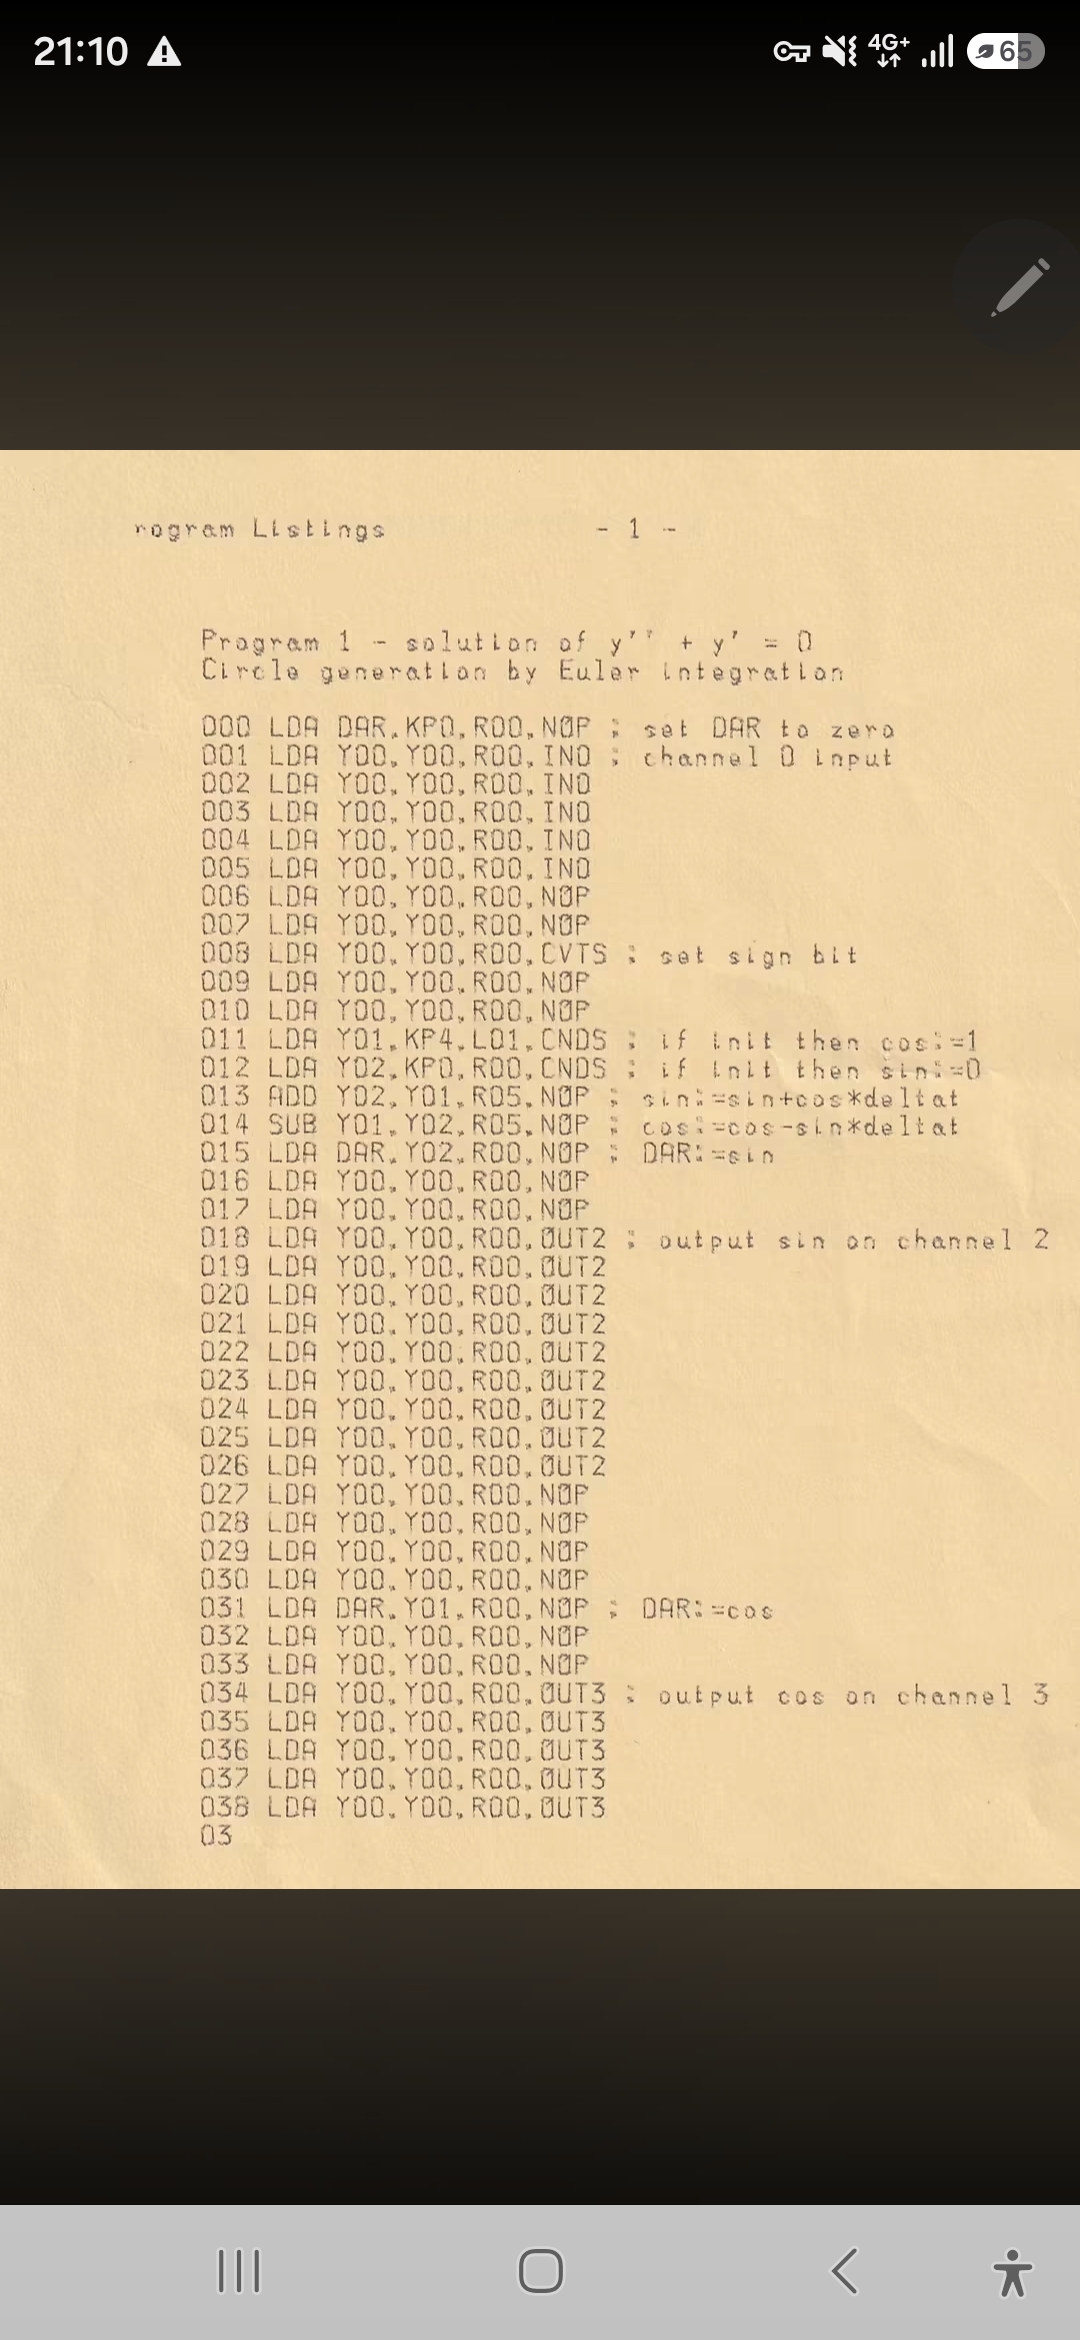 21:10
4G+
65
rogram Listings - 1 -
Program 1 - solution of y'' + y' = 0
Circle generation by Euler integration
000 LDA DAR,KP0,R00,NOP ; set DAR to zero
001 LDA Y00,Y00,R00,IN0 ; channel 0 input
002 LDA Y00,Y00,R00,IN0
003 LDA Y00,Y00,R00,IN0
004 LDA Y00,Y00,R00,IN0
005 LDA Y00,Y00,R00,IN0
006 LDA Y00,Y00,R00,NOP
007 LDA Y00,Y00,R00,NOP
008 LDA Y00,Y00,R00,CVTS ; set sign bit
009 LDA Y00,Y00,R00,NOP
010 LDA Y00,Y00,R00,NOP
011 LDA Y01,KP4,L01,CNDS ; if init then cos:=1
012 LDA Y02,KP0,R00,CNDS ; if init then sin:=0
013 ADD Y02,Y01,R05,NOP ; sin:=sin+cos*deltat
014 SUB Y01,Y02,R05,NOP ; cos:=cos-sin*deltat
015 LDA DAR,Y02,R00,NOP ; DAR:=sin
016 LDA Y00,Y00,R00,NOP
017 LDA Y00,Y00,R00,NOP
018 LDA Y00,Y00,R00,OUT2 ; output sin on channel 2
019 LDA Y00,Y00,R00,OUT2
020 LDA Y00,Y00,R00,OUT2
021 LDA Y00,Y00,R00,OUT2
022 LDA Y00,Y00,R00,OUT2
023 LDA Y00,Y00,R00,OUT2
024 LDA Y00,Y00,R00,OUT2
025 LDA Y00,Y00,R00,OUT2
026 LDA Y00,Y00,R00,OUT2
027 LDA Y00,Y00,R00,NOP
028 LDA Y00,Y00,R00,NOP
029 LDA Y00,Y00,R00,NOP
030 LDA Y00,Y00,R00,NOP
031 LDA DAR,Y01,R00,NOP ; DAR:=cos
032 LDA Y00,Y00,R00,NOP
033 LDA Y00,Y00,R00,NOP
034 LDA Y00,Y00,R00,OUT3 ; output cos on channel 3
035 LDA Y00,Y00,R00,OUT3
036 LDA Y00,Y00,R00,OUT3
037 LDA Y00,Y00,R00,OUT3
038 LDA Y00,Y00,R00,OUT3
03